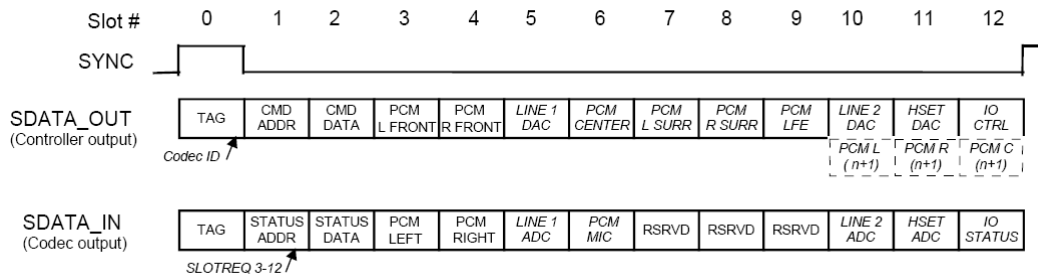 Slot # 0 1 2 3 4 5 6 7 8 9 10 11 12
SYNC
SDATA_OUT
(Controller output)
TAG
CMD
ADDR
CMD
DATA
PCM
L FRONT
PCM
R FRONT
LINE 1
DAC
PCM
CENTER
PCM
L SURR
PCM
R SURR
PCM
LFE
LINE 2
DAC
HSET
DAC
IO
CTRL
Codec ID
PCM L
( n+1)
PCM R
(n+1)
PCM C
(n+1)
SDATA_IN
(Codec output)
TAG
STATUS
ADDR
STATUS
DATA
PCM
LEFT
PCM
RIGHT
LINE 1
ADC
PCM
MIC
RSRVD
RSRVD
RSRVD
LINE 2
ADC
HSET
ADC
IO
STATUS
SLOTREQ 3-12